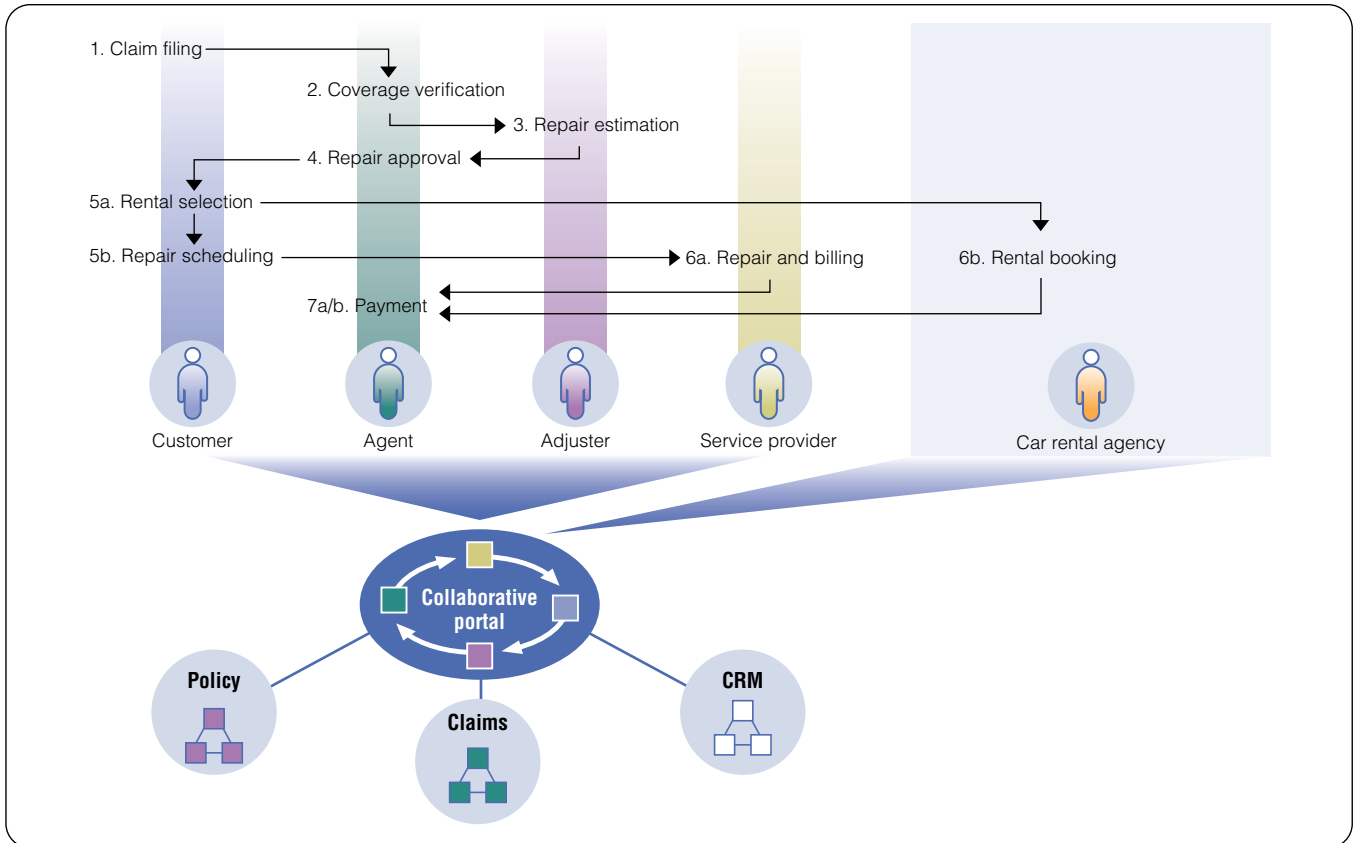 1. Claim filing
2. Coverage verification
3. Repair estimation
4. Repair approval
5a. Rental selection
5b. Repair scheduling
6a. Repair and billing
6b. Rental booking
7a/b. Payment
Customer
Agent
Adjuster
Service provider
Car rental agency
Collaborative
portal
Policy
Claims
CRM